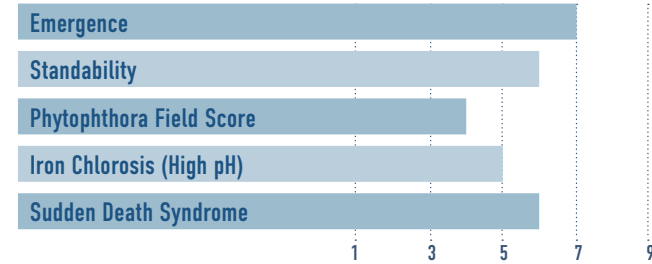 Emergence
Standability
Phytophthora Field Score
Iron Chlorosis (High pH)
Sudden Death Syndrome
1 3 5 7 9